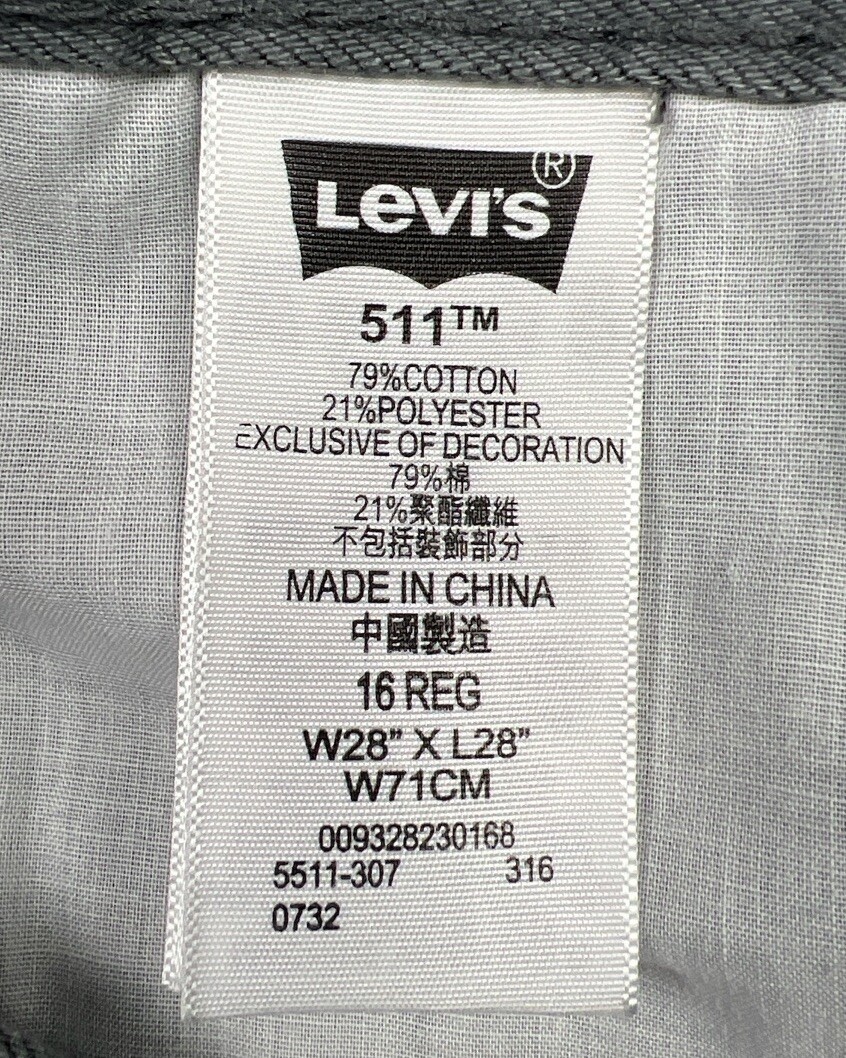 LEVI'S®
511™
79%COTTON
21%POLYESTER
EXCLUSIVE OF DECORATION
79%棉
21%聚酯纖維
不包括裝飾部分
MADE IN CHINA
中國製造
16 REG
W28” X L28”
W71CM
009328230168
5511-307 316
0732